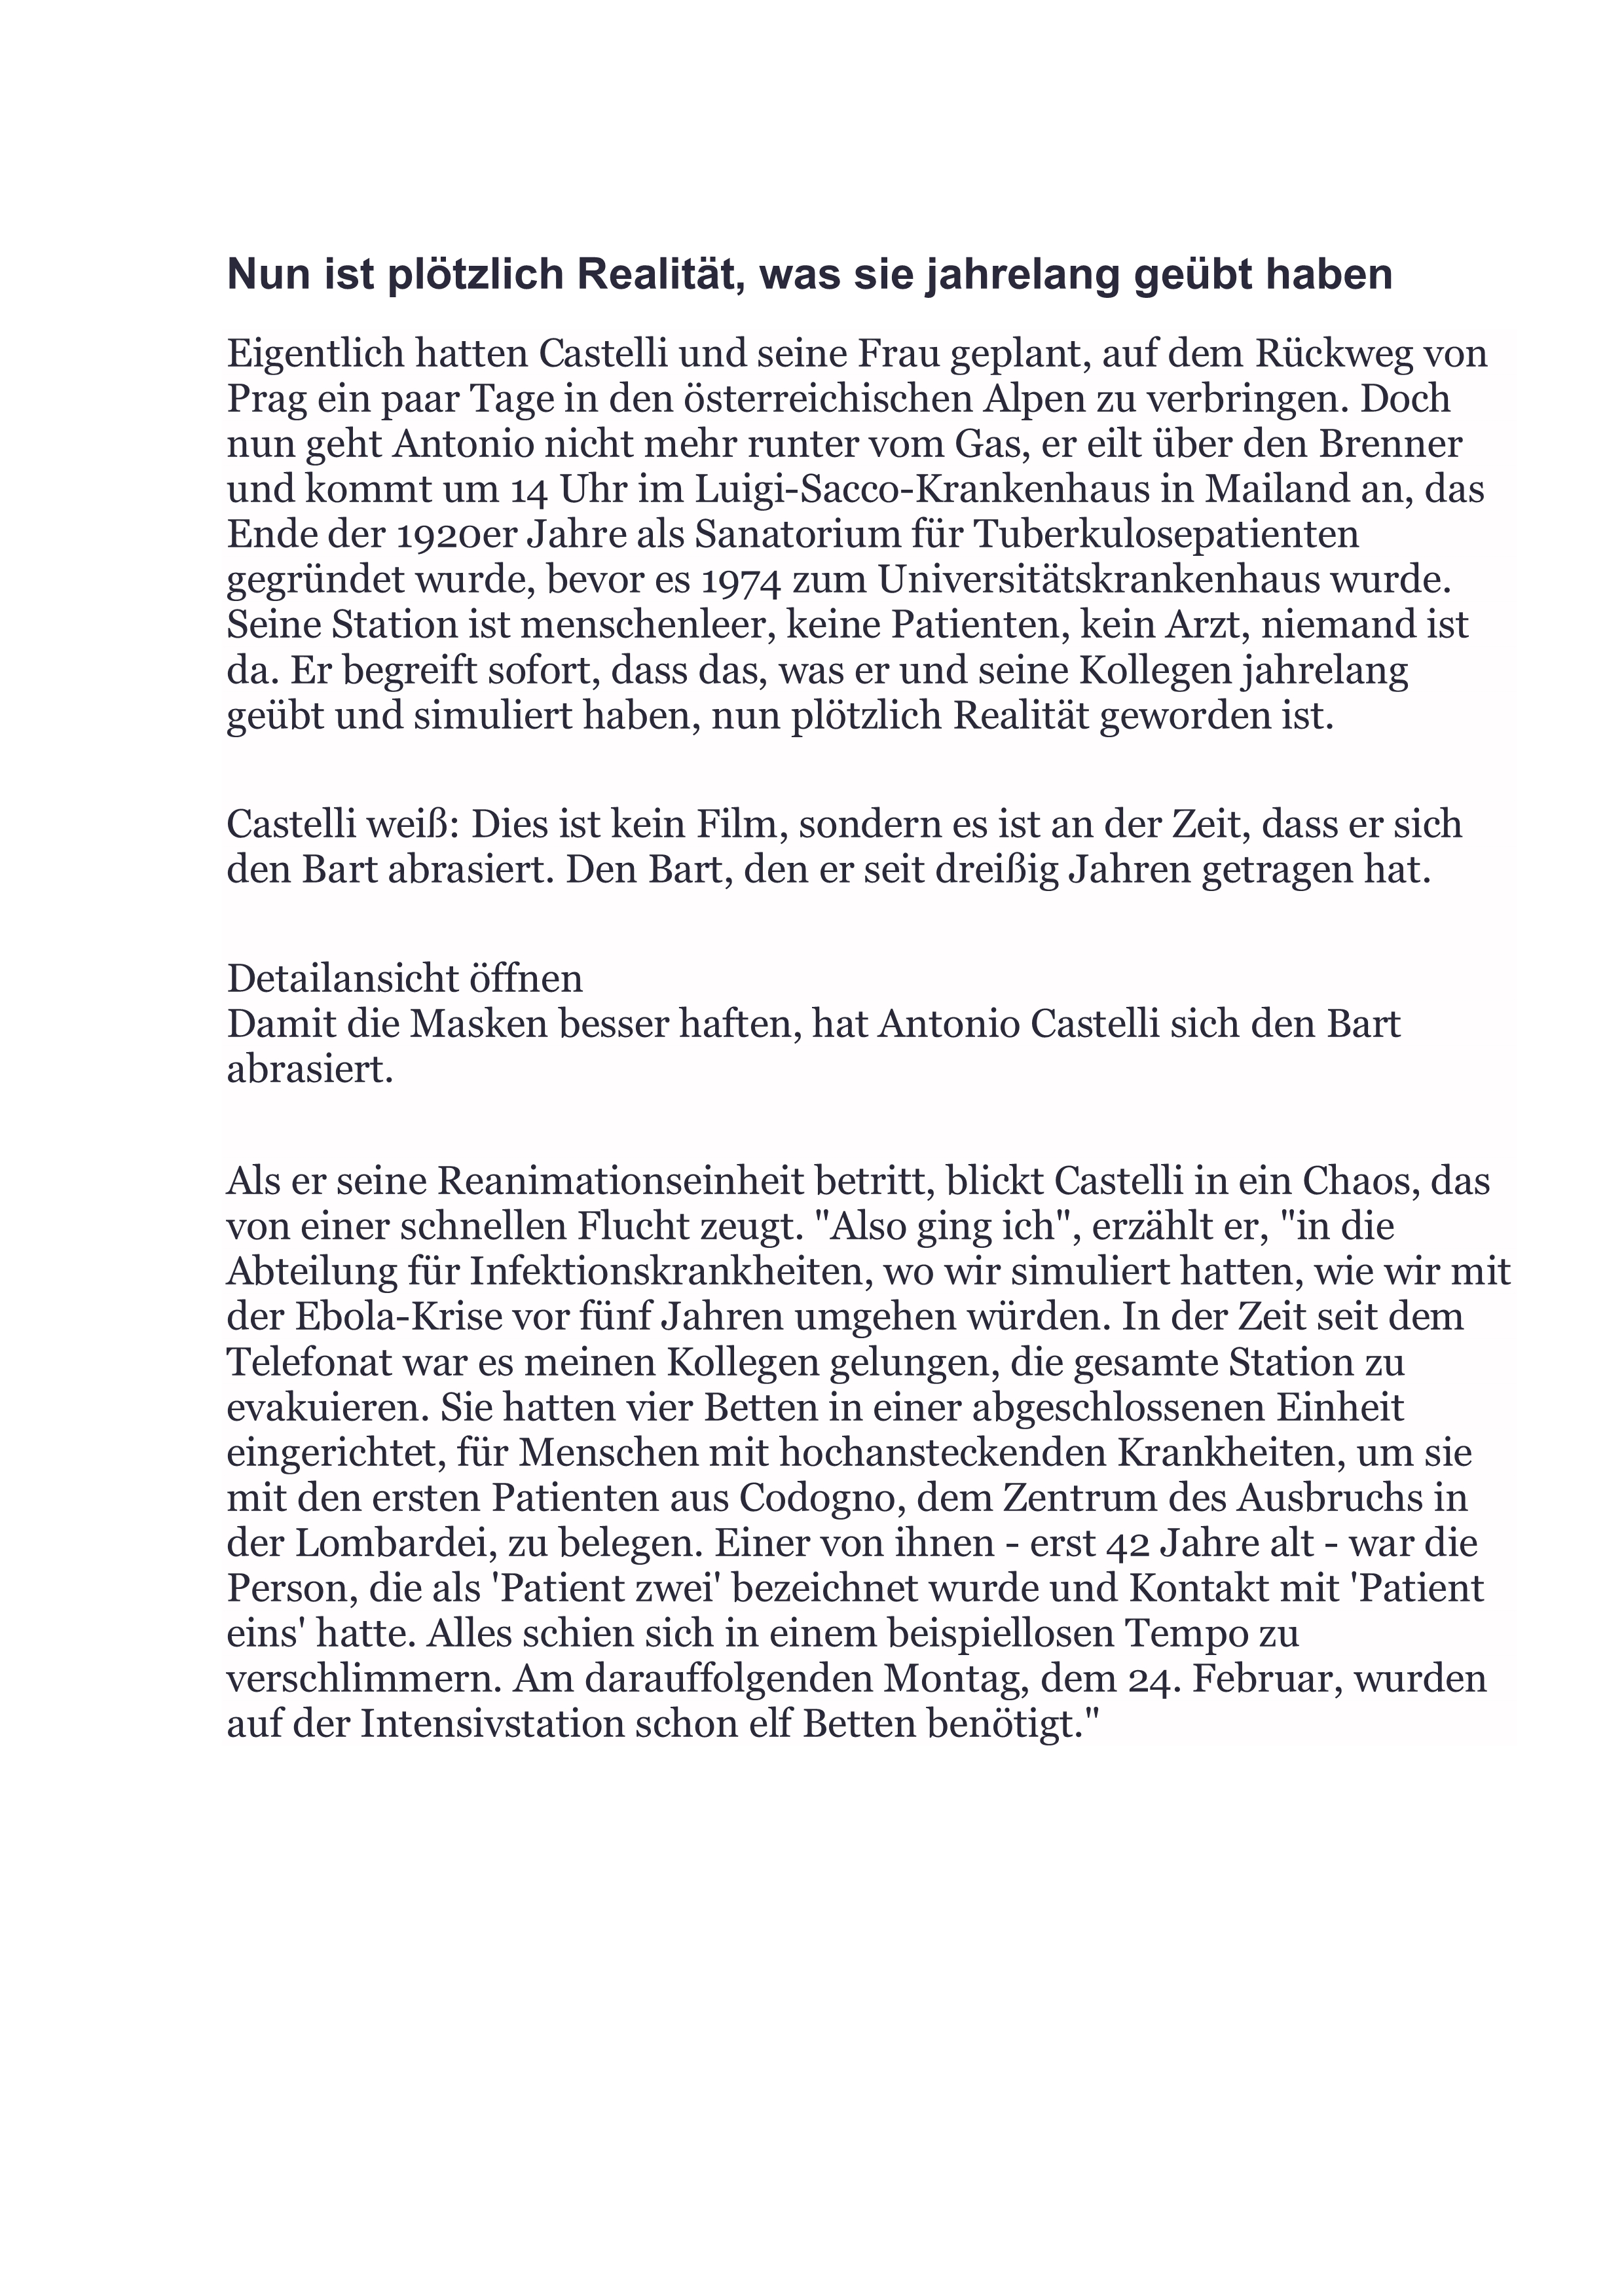 Nun ist plötzlich Realität, was sie jahrelang geübt haben
Eigentlich hatten Castelli und seine Frau geplant, auf dem Rückweg von
Prag ein paar Tage in den österreichischen Alpen zu verbringen. Doch
nun geht Antonio nicht mehr runter vom Gas, er eilt über den Brenner
und kommt um 14 Uhr im Luigi-Sacco-Krankenhaus in Mailand an, das
Ende der 1920er Jahre als Sanatorium für Tuberkulosepatienten
gegründet wurde, bevor es 1974 zum Universitätskrankenhaus wurde.
Seine Station ist menschenleer, keine Patienten, kein Arzt, niemand ist
da. Er begreift sofort, dass das, was er und seine Kollegen jahrelang
geübt und simuliert haben, nun plötzlich Realität geworden ist.
Castelli weiß: Dies ist kein Film, sondern es ist an der Zeit, dass er sich
den Bart abrasiert. Den Bart, den er seit dreißig Jahren getragen hat.
Detailansicht öffnen
Damit die Masken besser haften, hat Antonio Castelli sich den Bart
abrasiert.
Als er seine Reanimationseinheit betritt, blickt Castelli in ein Chaos, das
von einer schnellen Flucht zeugt. "Also ging ich", erzählt er, "in die
Abteilung für Infektionskrankheiten, wo wir simuliert hatten, wie wir mit
der Ebola-Krise vor fünf Jahren umgehen würden. In der Zeit seit dem
Telefonat war es meinen Kollegen gelungen, die gesamte Station zu
evakuieren. Sie hatten vier Betten in einer abgeschlossenen Einheit
eingerichtet, für Menschen mit hochansteckenden Krankheiten, um sie
mit den ersten Patienten aus Codogno, dem Zentrum des Ausbruchs in
der Lombardei, zu belegen. Einer von ihnen - erst 42 Jahre alt - war die
Person, die als 'Patient zwei' bezeichnet wurde und Kontakt mit 'Patient
eins' hatte. Alles schien sich in einem beispiellosen Tempo zu
verschlimmern. Am darauffolgenden Montag, dem 24. Februar, wurden
auf der Intensivstation schon elf Betten benötigt."